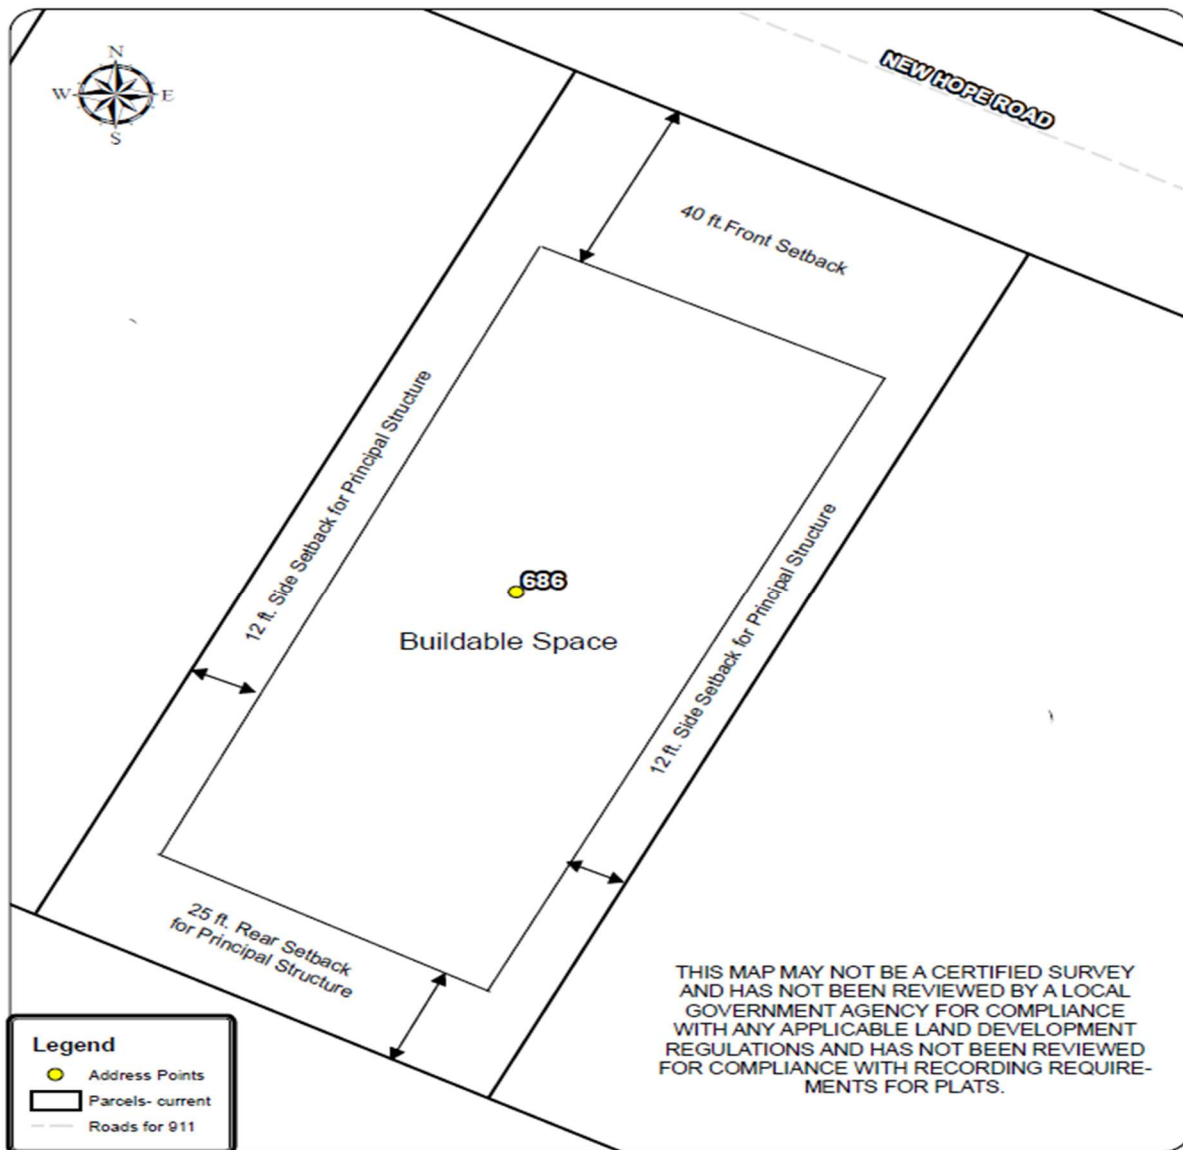 N
W
E
S
NEW HOPE ROAD
40 ft.Front Setback
12 ft. Side Setback for Principal Structure
686
Buildable Space
12 ft. Side Setback for Principal Structure
25 ft. Rear Setback
for Principal Structure
THIS MAP MAY NOT BE A CERTIFIED SURVEY
AND HAS NOT BEEN REVIEWED BY A LOCAL
GOVERNMENT AGENCY FOR COMPLIANCE
WITH ANY APPLICABLE LAND DEVELOPMENT
REGULATIONS AND HAS NOT BEEN REVIEWED
FOR COMPLIANCE WITH RECORDING REQUIRE-
MENTS FOR PLATS.
Legend
Address Points
Parcels- current
Roads for 911